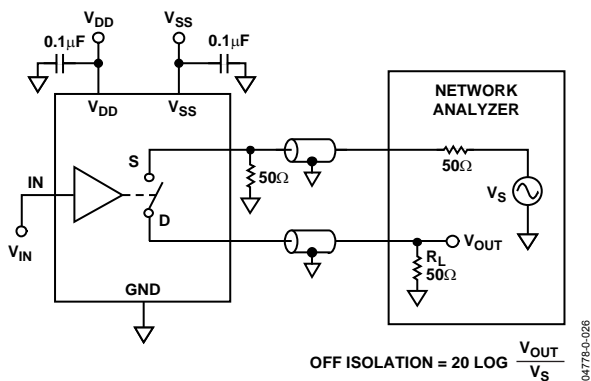 V_DD
V_SS
0.1μF
0.1μF
V_DD
V_SS
NETWORK
ANALYZER
S
50Ω
50Ω
V_S
IN
D
V_IN
V_OUT
R_L
50Ω
GND
OFF ISOLATION = 20 LOG V_OUT / V_S
04778-0-026